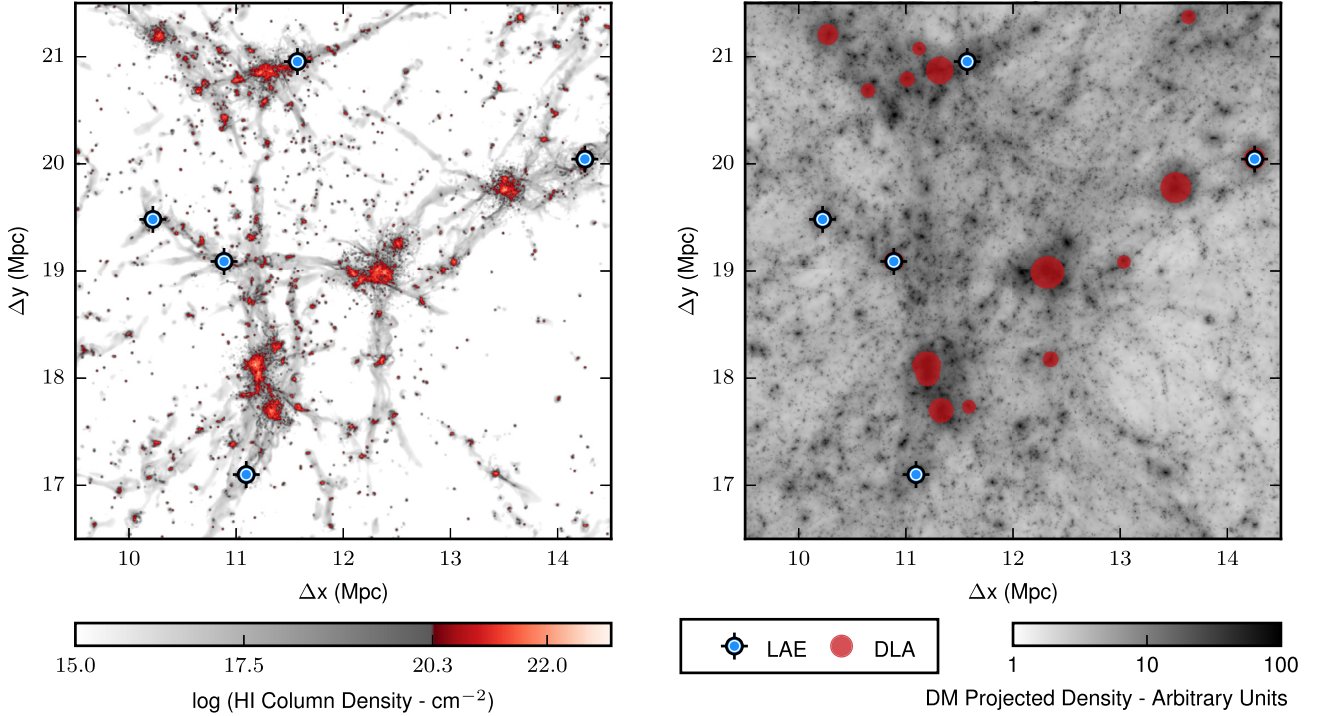 21
20
19
18
17
Δy (Mpc)
10 11 12 13 14
Δx (Mpc)
15.0 17.5 20.3 22.0
log (HI Column Density - cm⁻²)
21
20
19
18
17
Δy (Mpc)
10 11 12 13 14
Δx (Mpc)
LAE DLA
1 10 100
DM Projected Density - Arbitrary Units